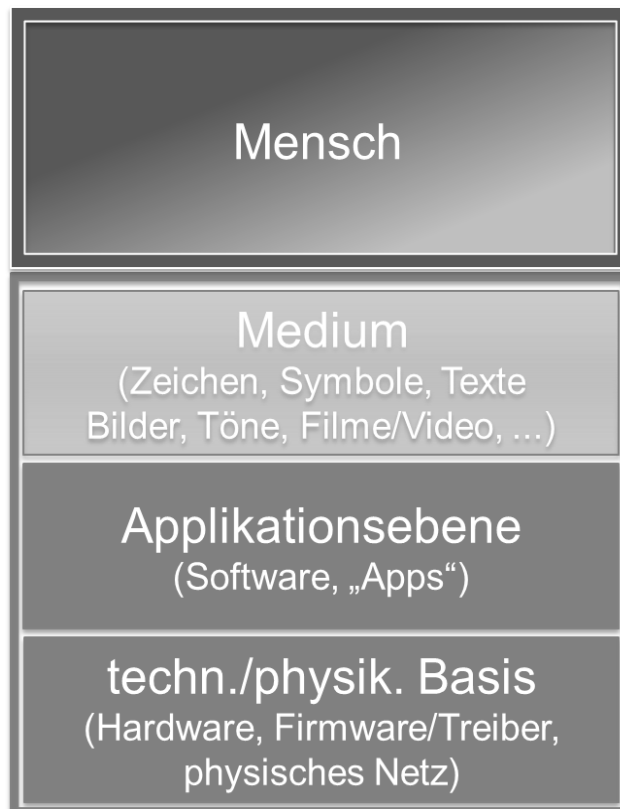 Mensch
Medium
(Zeichen, Symbole, Texte
Bilder, Töne, Filme/Video, ...)
Applikationsebene
(Software, „Apps“)
techn./physik. Basis
(Hardware, Firmware/Treiber,
physisches Netz)